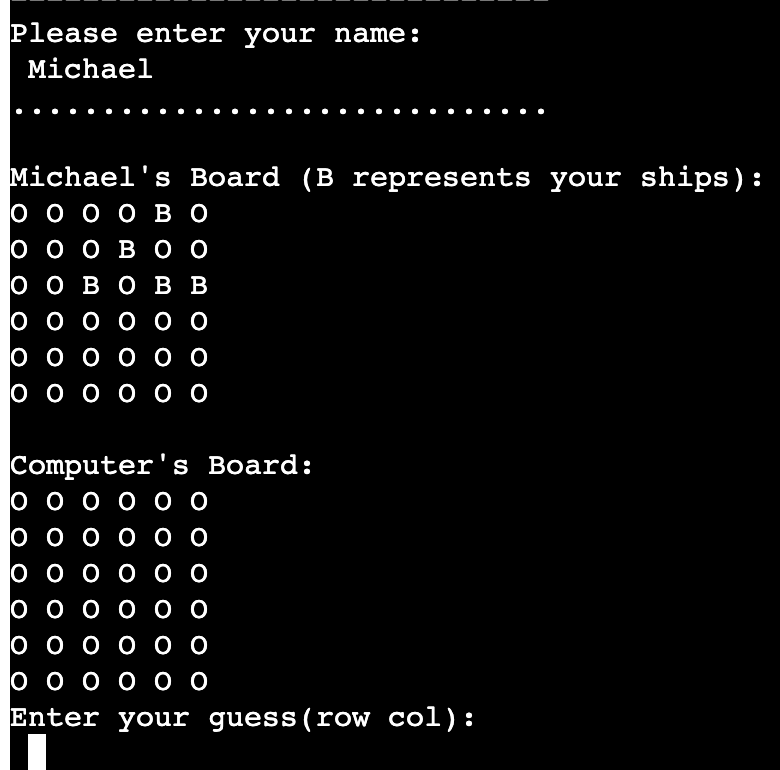 Please enter your name:
Michael
..............................
Michael's Board (B represents your ships):
O O O O B O
O O O B O O
O O B O B B
O O O O O O
O O O O O O
O O O O O O
Computer's Board:
O O O O O O
O O O O O O
O O O O O O
O O O O O O
O O O O O O
O O O O O O
Enter your guess(row col):